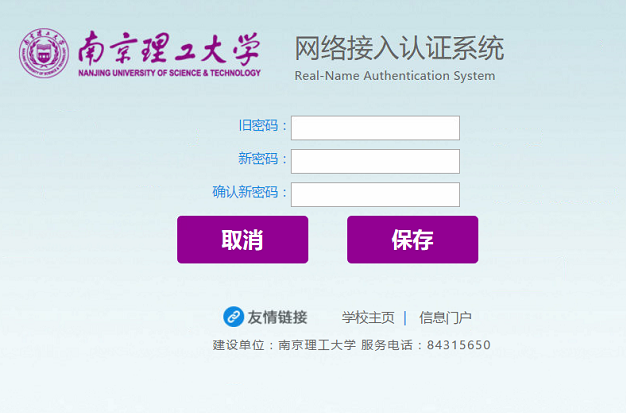 南京理工大学
NANJING UNIVERSITY OF SCIENCE & TECHNOLOGY
网络接入认证系统
Real-Name Authentication System
旧密码：
新密码：
确认新密码：
取消 保存
友情链接 学校主页 | 信息门户
建设单位：南京理工大学 服务电话：84315650